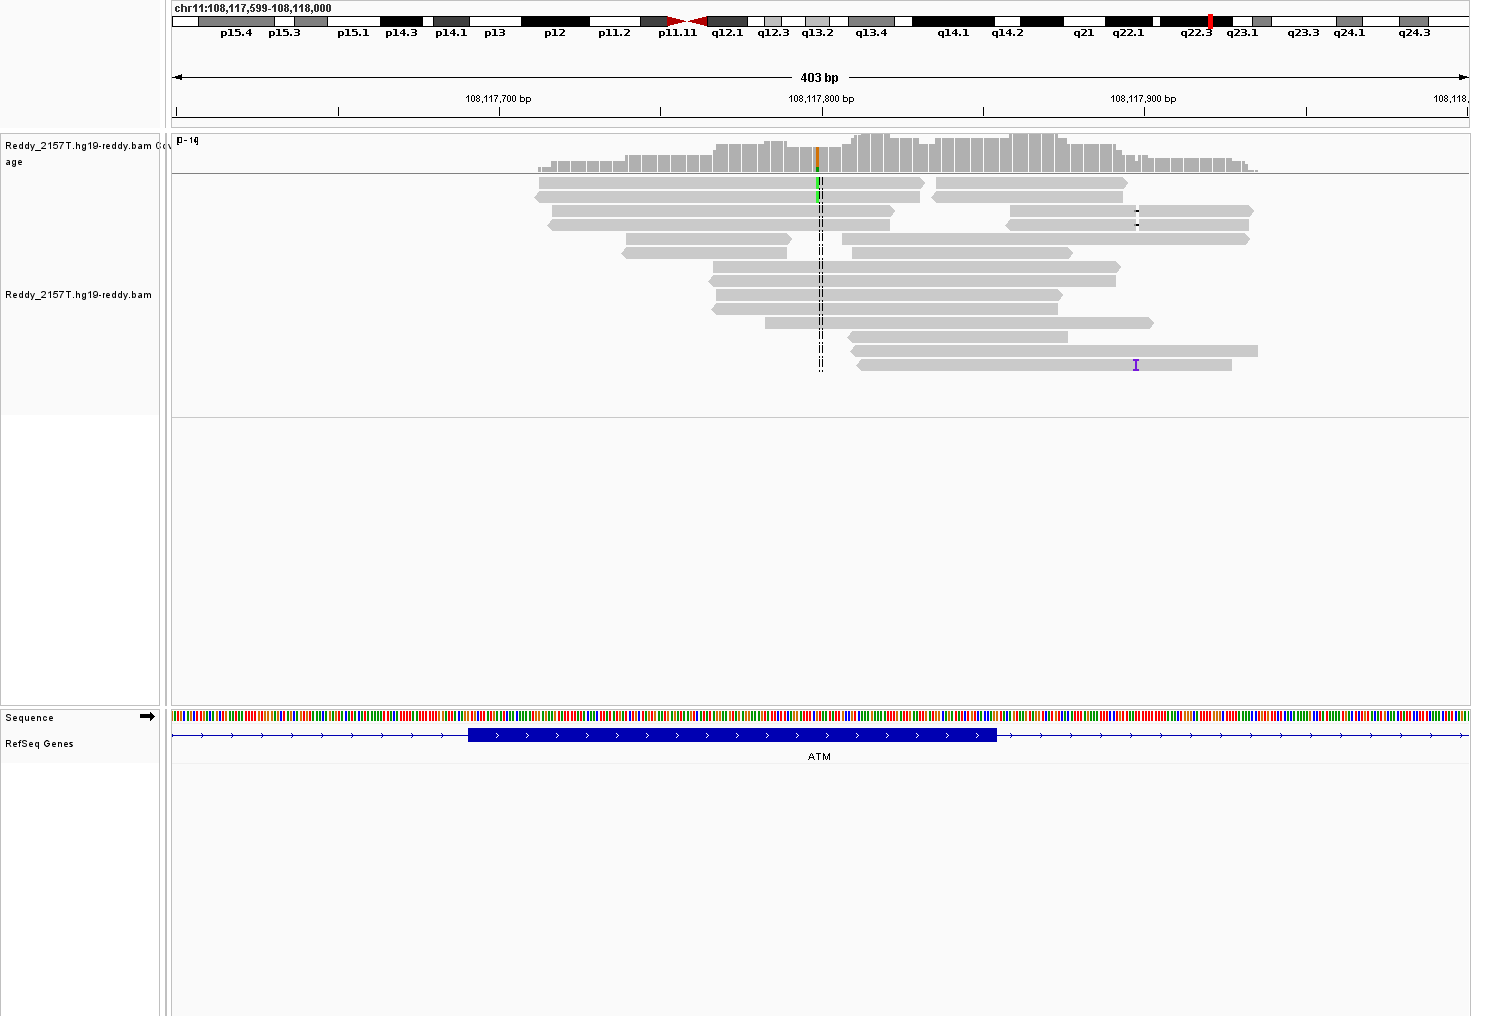 chr11:108,117,599-108,118,000
p15.4 p15.3 p15.1 p14.3 p14.1 p13 p12 p11.2 p11.11 q12.1 q12.3 q13.2 q13.4 q14.1 q14.2 q21 q22.1 q22.3 q23.1 q23.3 q24.1 q24.3
403 bp
108,117,700 bp 108,117,800 bp 108,117,900 bp 108,118,
Reddy_2157T.hg19-reddy.bam Cov
age
Reddy_2157T.hg19-reddy.bam
I
Sequence
RefSeq Genes
ATM